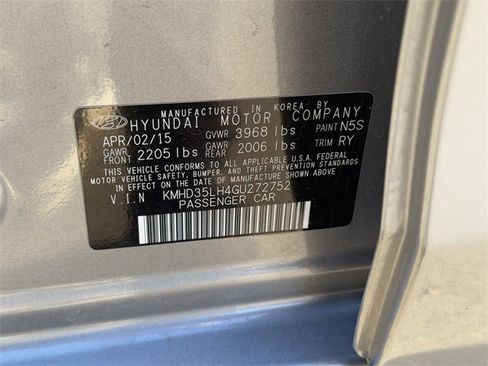 MANUFACTURED IN KOREA BY
HYUNDAI MOTOR COMPANY
APR/02/15 GVWR 3968 lbs PAINT N5S
GAWR FRONT 2205 lbs GAWR REAR 2006 lbs TRIM RY
THIS VEHICLE CONFORMS TO ALL APPLICABLE U.S.A. FEDERAL
MOTOR VEHICLE SAFETY, BUMPER, AND THEFT PREVENTION
STANDARDS IN EFFECT ON THE DATE OF MANUFACTURE SHOWN ABOVE.
V.I.N KMHD35LH4GU272752
PASSENGER CAR